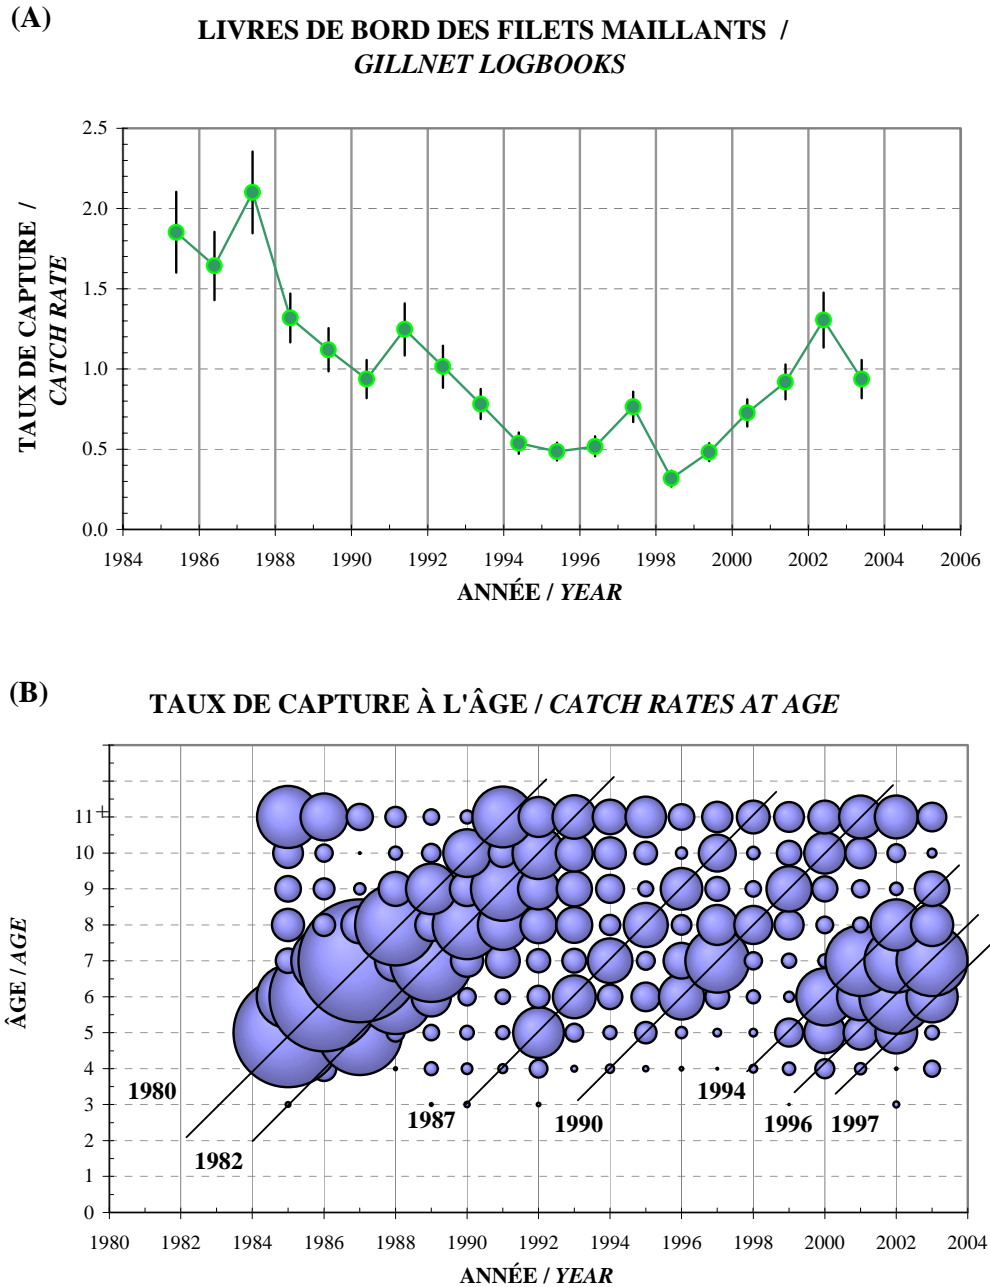 (A)
LIVRES DE BORD DES FILETS MAILLANTS /
GILLNET LOGBOOKS
2.5
2.0
1.5
1.0
0.5
0.0
TAUX DE CAPTURE /
CATCH RATE
1984 1986 1988 1990 1992 1994 1996 1998 2000 2002 2004 2006
ANNÉE / YEAR
(B)
TAUX DE CAPTURE À L'ÂGE / CATCH RATES AT AGE
11+
10
9
8
7
6
5
4
3
2
1
0
ÂGE / AGE
1980
1982
1987
1990
1994
1996
1997
1980 1982 1984 1986 1988 1990 1992 1994 1996 1998 2000 2002 2004
ANNÉE / YEAR